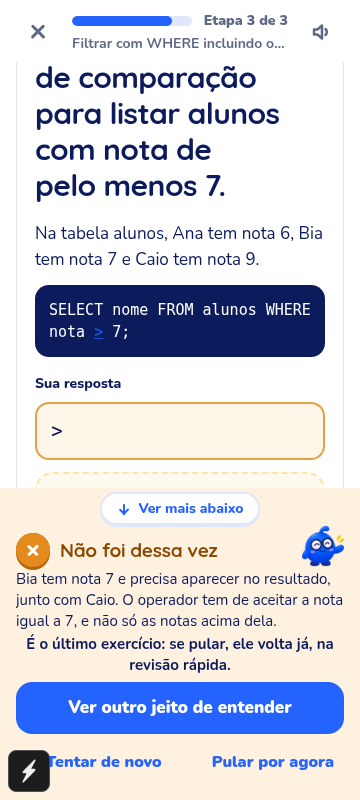 Etapa 3 de 3
Filtrar com WHERE incluindo o...
de comparação
para listar alunos
com nota de
pelo menos 7.
Na tabela alunos, Ana tem nota 6, Bia
tem nota 7 e Caio tem nota 9.
SELECT nome FROM alunos WHERE
nota ≥ 7;
Sua resposta
>
Ver mais abaixo
Não foi dessa vez
Bia tem nota 7 e precisa aparecer no resultado,
junto com Caio. O operador tem de aceitar a nota
igual a 7, e não só as notas acima dela.
É o último exercício: se pular, ele volta já, na
revisão rápida.
Ver outro jeito de entender
Tentar de novo
Pular por agora